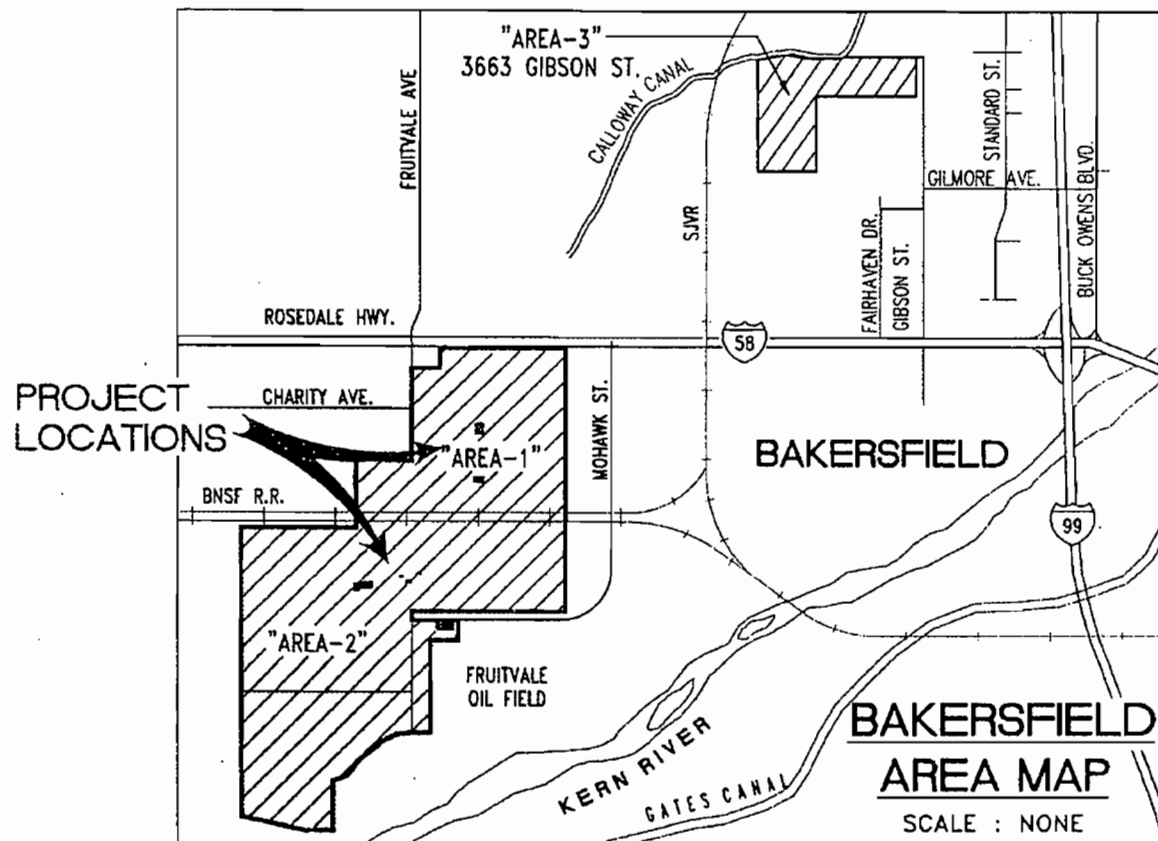 "AREA-3"
3663 GIBSON ST.
CALLOWAY CANAL
FRUITVALE AVE
STANDARD ST.
GILMORE AVE.
BUCK OWENS BLVD.
SJVR
FAIRHAVEN DR.
GIBSON ST.
ROSEDALE HWY.
58
PROJECT
LOCATIONS
CHARITY AVE.
MOHAWK ST.
"AREA-1"
BAKERSFIELD
BNSF R.R.
99
"AREA-2"
FRUITVALE
OIL FIELD
KERN RIVER
GATES CANAL
BAKERSFIELD
AREA MAP
SCALE : NONE